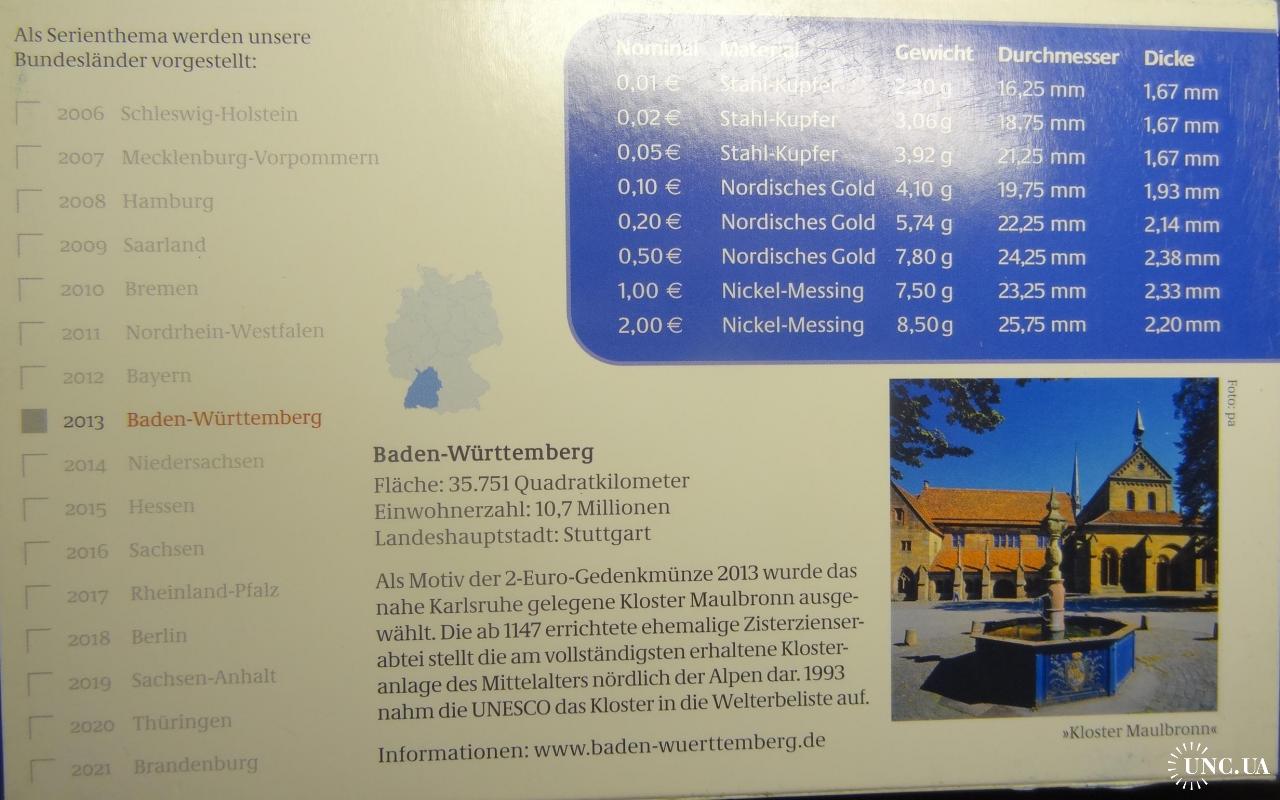 Als Serienthema werden unsere
Bundesländer vorgestellt:
2006 Schleswig-Holstein
2007 Mecklenburg-Vorpommern
2008 Hamburg
2009 Saarland
2010 Bremen
2011 Nordrhein-Westfalen
2012 Bayern
2013 Baden-Württemberg
2014 Niedersachsen
2015 Hessen
2016 Sachsen
2017 Rheinland-Pfalz
2018 Berlin
2019 Sachsen-Anhalt
2020 Thüringen
2021 Brandenburg
Nominal Material Gewicht Durchmesser Dicke
0,01 € Stahl-Kupfer 2,30 g 16,25 mm 1,67 mm
0,02 € Stahl-Kupfer 3,06 g 18,75 mm 1,67 mm
0,05 € Stahl-Kupfer 3,92 g 21,25 mm 1,67 mm
0,10 € Nordisches Gold 4,10 g 19,75 mm 1,93 mm
0,20 € Nordisches Gold 5,74 g 22,25 mm 2,14 mm
0,50 € Nordisches Gold 7,80 g 24,25 mm 2,38 mm
1,00 € Nickel-Messing 7,50 g 23,25 mm 2,33 mm
2,00 € Nickel-Messing 8,50 g 25,75 mm 2,20 mm
Baden-Württemberg
Fläche: 35.751 Quadratkilometer
Einwohnerzahl: 10,7 Millionen
Landeshauptstadt: Stuttgart
Als Motiv der 2-Euro-Gedenkmünze 2013 wurde das
nahe Karlsruhe gelegene Kloster Maulbronn ausge-
wählt. Die ab 1147 errichtete ehemalige Zisterzienser-
abtei stellt die am vollständigsten erhaltene Kloster-
anlage des Mittelalters nördlich der Alpen dar. 1993
nahm die UNESCO das Kloster in die Welterbeliste auf.
Informationen: www.baden-wuerttemberg.de
Foto: pa
»Kloster Maulbronn«
UNC.UA